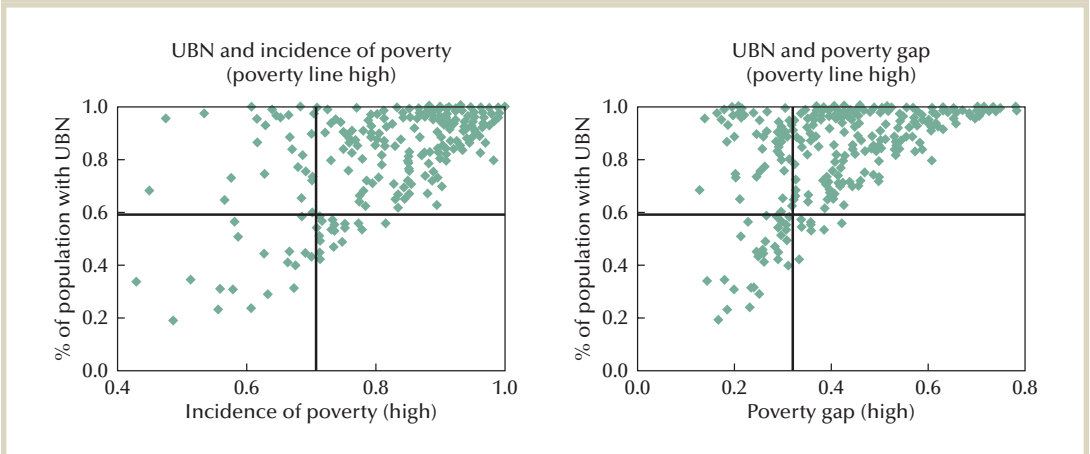 UBN and incidence of poverty
(poverty line high)
% of population with UBN
1.0
0.8
0.6
0.4
0.2
0.0
0.4
0.6
0.8
1.0
Incidence of poverty (high)
UBN and poverty gap
(poverty line high)
% of population with UBN
1.0
0.8
0.6
0.4
0.2
0.0
0.0
0.2
0.4
0.6
0.8
Poverty gap (high)